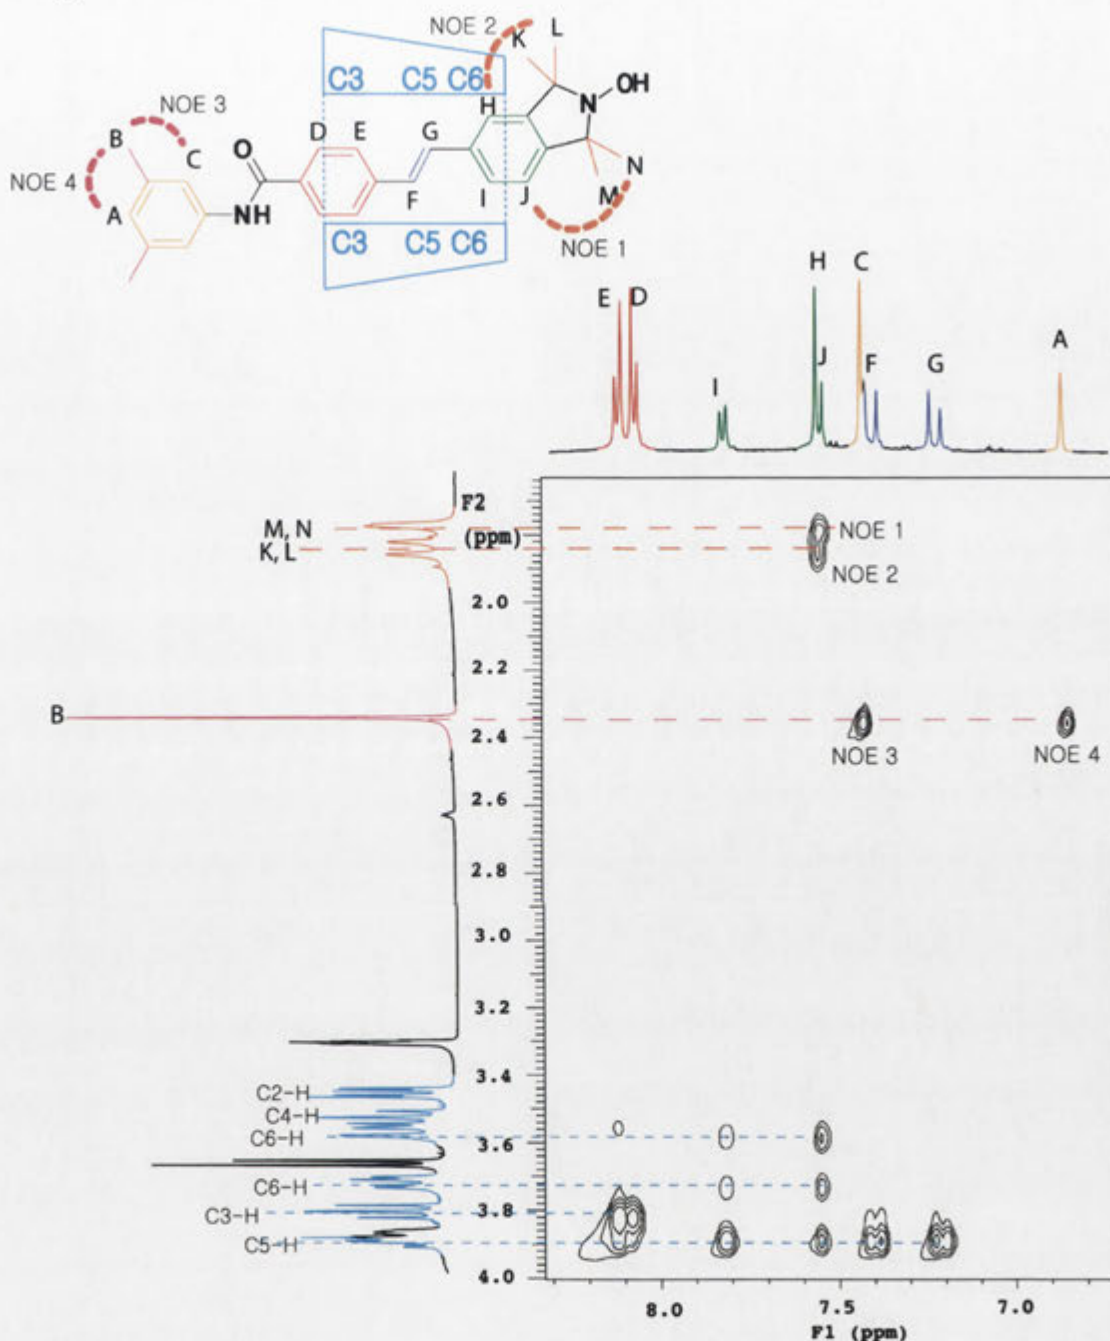 NOE 2
K
L
C3 C5 C6
OH
H
N
NOE 3
B
C
O
D
E
G
NOE 4
N
A
NH
F
I
J
M
C3 C5 C6
NOE 1
H
C
E
D
A
J
F
G
I
F2
(ppm)
M, N
K, L
NOE 1
NOE 2
2.0
2.2
B
2.4
NOE 3
NOE 4
2.6
2.8
3.0
3.2
3.4
C2-H
C4-H
C6-H
3.6
C6-H
C3-H
3.8
C5-H
4.0
8.0
7.5
7.0
F1 (ppm)